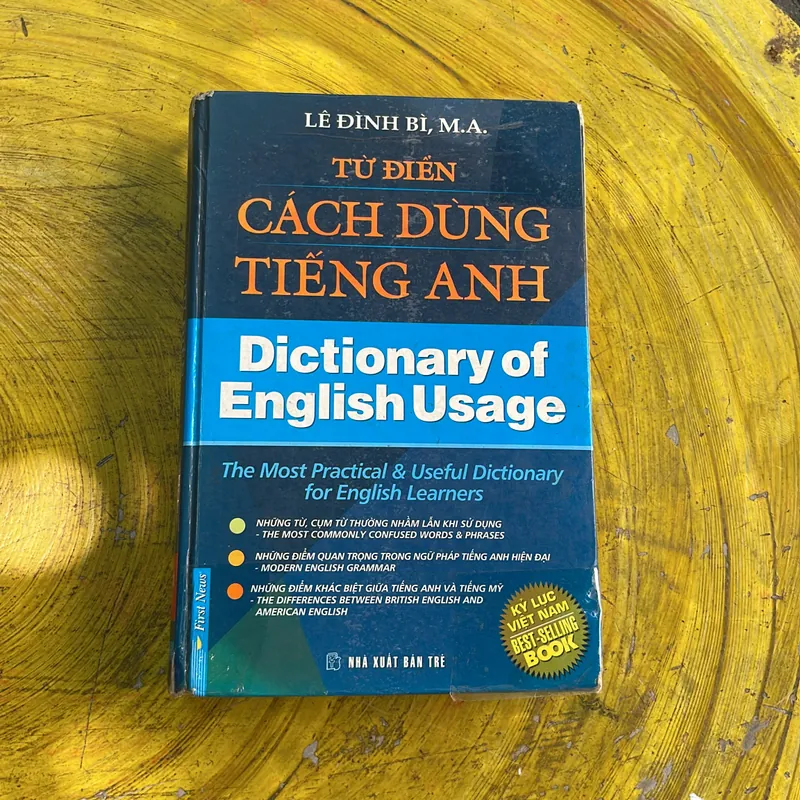 LÊ ĐÌNH BÌ, M.A.
TỪ ĐIỂN
CÁCH DÙNG
TIẾNG ANH
Dictionary of
English Usage
The Most Practical & Useful Dictionary
for English Learners
NHỮNG TỪ, CỤM TỪ THƯỜNG NHẦM LẪN KHI SỬ DỤNG
- THE MOST COMMONLY CONFUSED WORDS & PHRASES
NHỮNG ĐIỂM QUAN TRỌNG TRONG NGỮ PHÁP TIẾNG ANH HIỆN ĐẠI
- MODERN ENGLISH GRAMMAR
NHỮNG ĐIỂM KHÁC BIỆT GIỮA TIẾNG ANH VÀ TIẾNG MỸ
- THE DIFFERENCES BETWEEN BRITISH ENGLISH AND
AMERICAN ENGLISH
First News
KỶ LỤC
VIỆT NAM
BEST-SELLING
BOOK
NHÀ XUẤT BẢN TRẺ